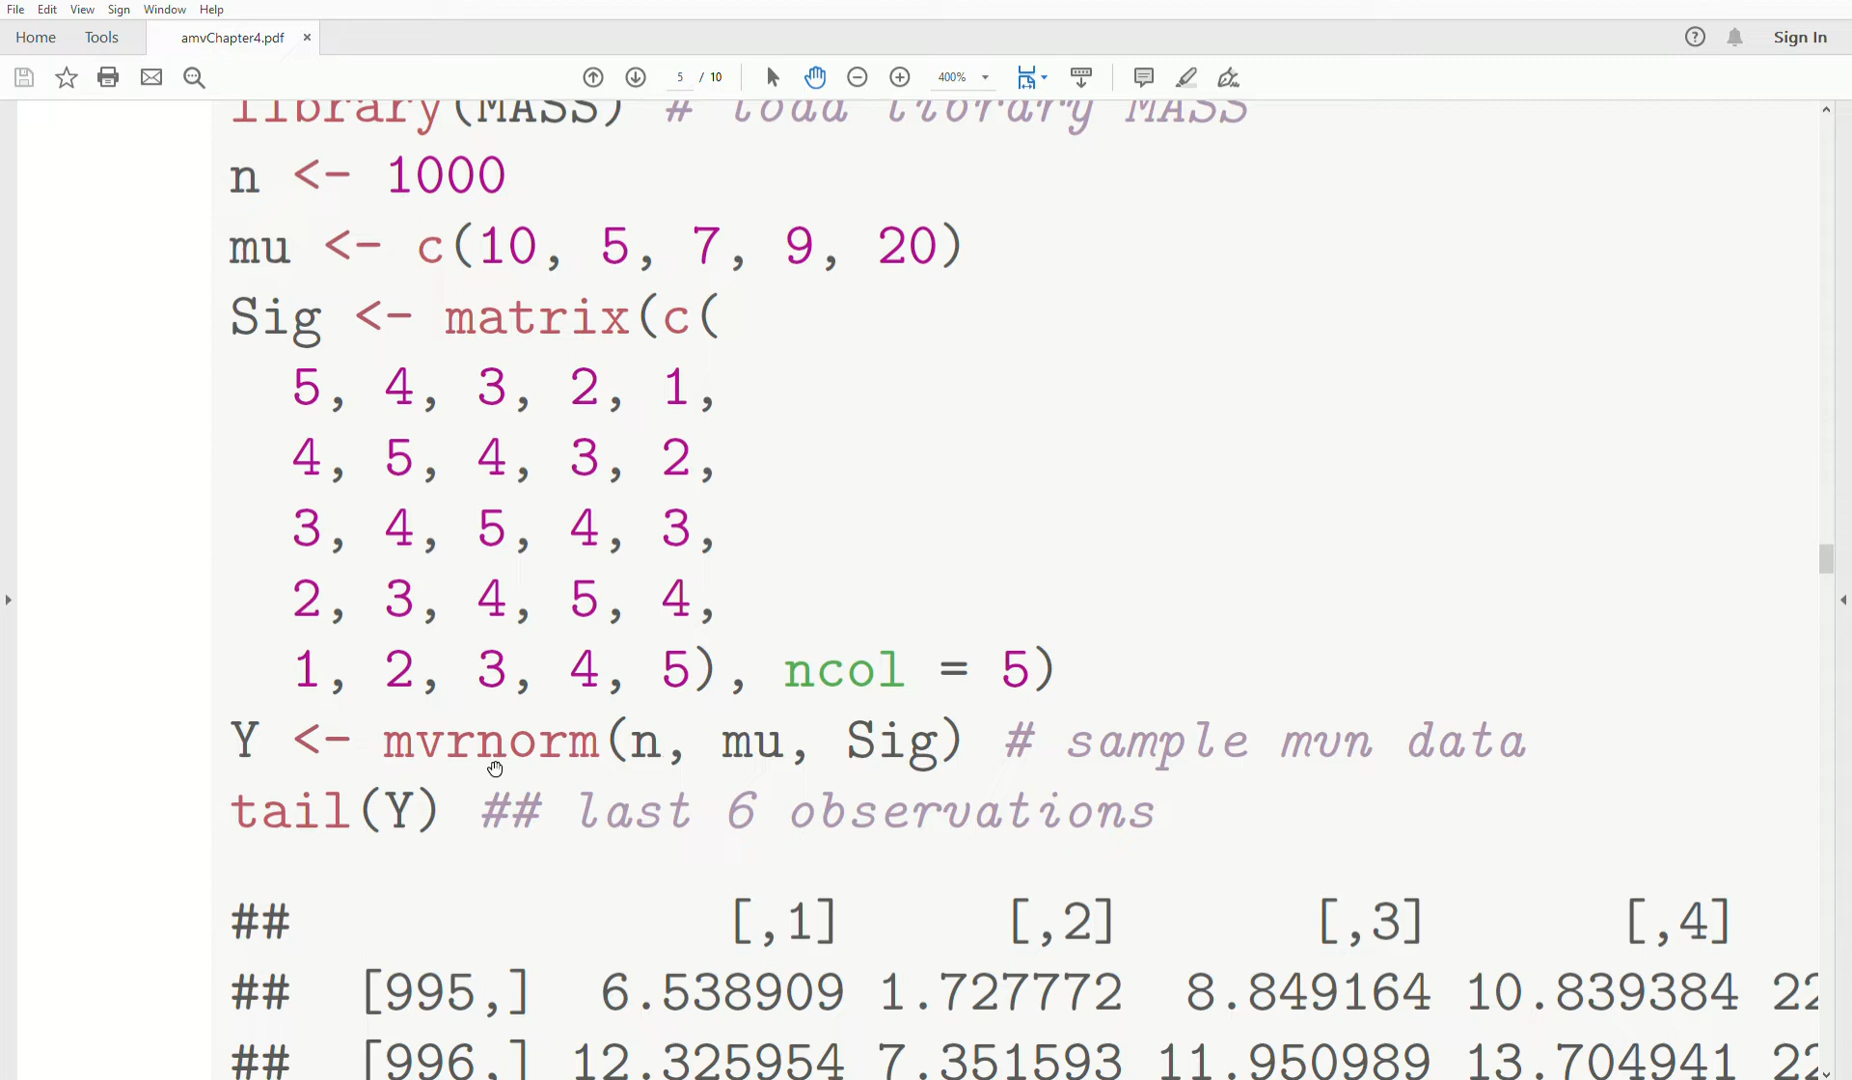 File Edit View Sign Window Help
Home Tools amvChapter4.pdf × Sign In
5 / 10 400%
library(MASS) # load library MASS
n <- 1000
mu <- c(10, 5, 7, 9, 20)
Sig <- matrix(c(
5, 4, 3, 2, 1,
4, 5, 4, 3, 2,
3, 4, 5, 4, 3,
2, 3, 4, 5, 4,
1, 2, 3, 4, 5), ncol = 5)
Y <- mvrnorm(n, mu, Sig) # sample mvn data
tail(Y) ## last 6 observations
## [,1] [,2] [,3] [,4]
## [995,] 6.538909 1.727772 8.849164 10.839384 22
## [996,] 12.325954 7.351593 11.950989 13.704941 22